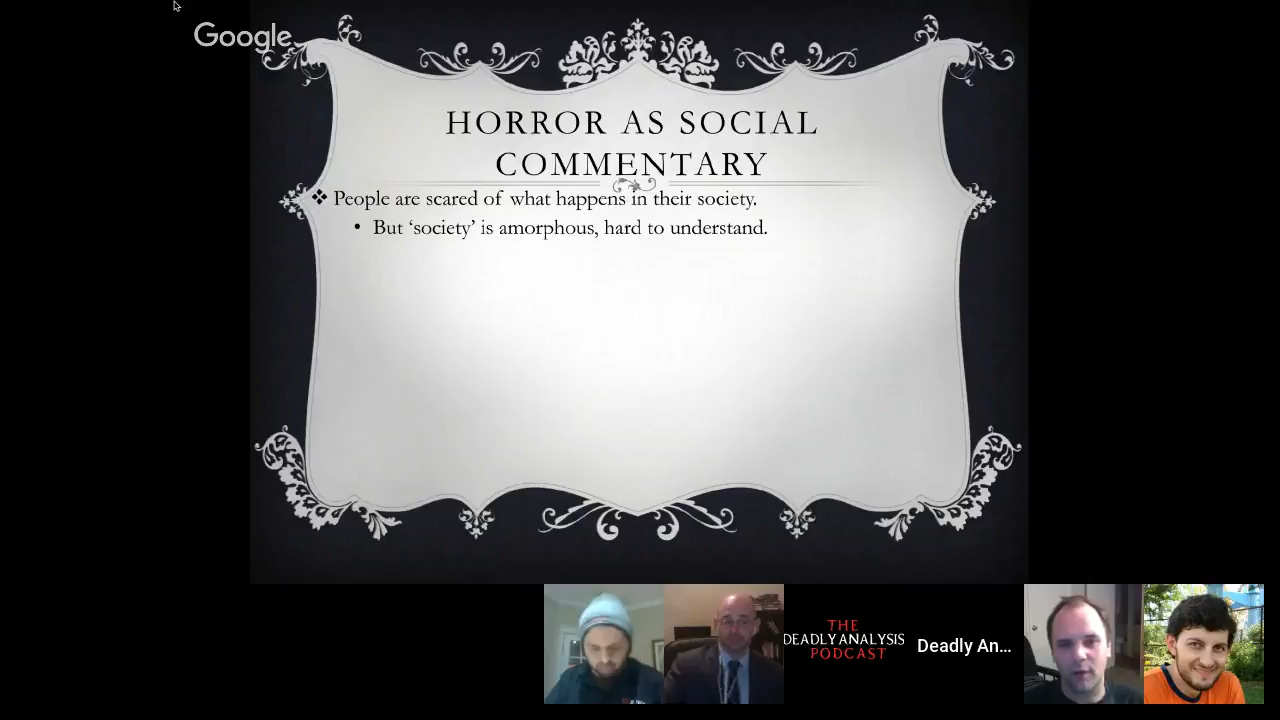 Google
HORROR AS SOCIAL
COMMENTARY
❖ People are scared of what happens in their society.
• But ‘society’ is amorphous, hard to understand.
THE
DEADLY ANALYSIS
PODCAST
Deadly An...